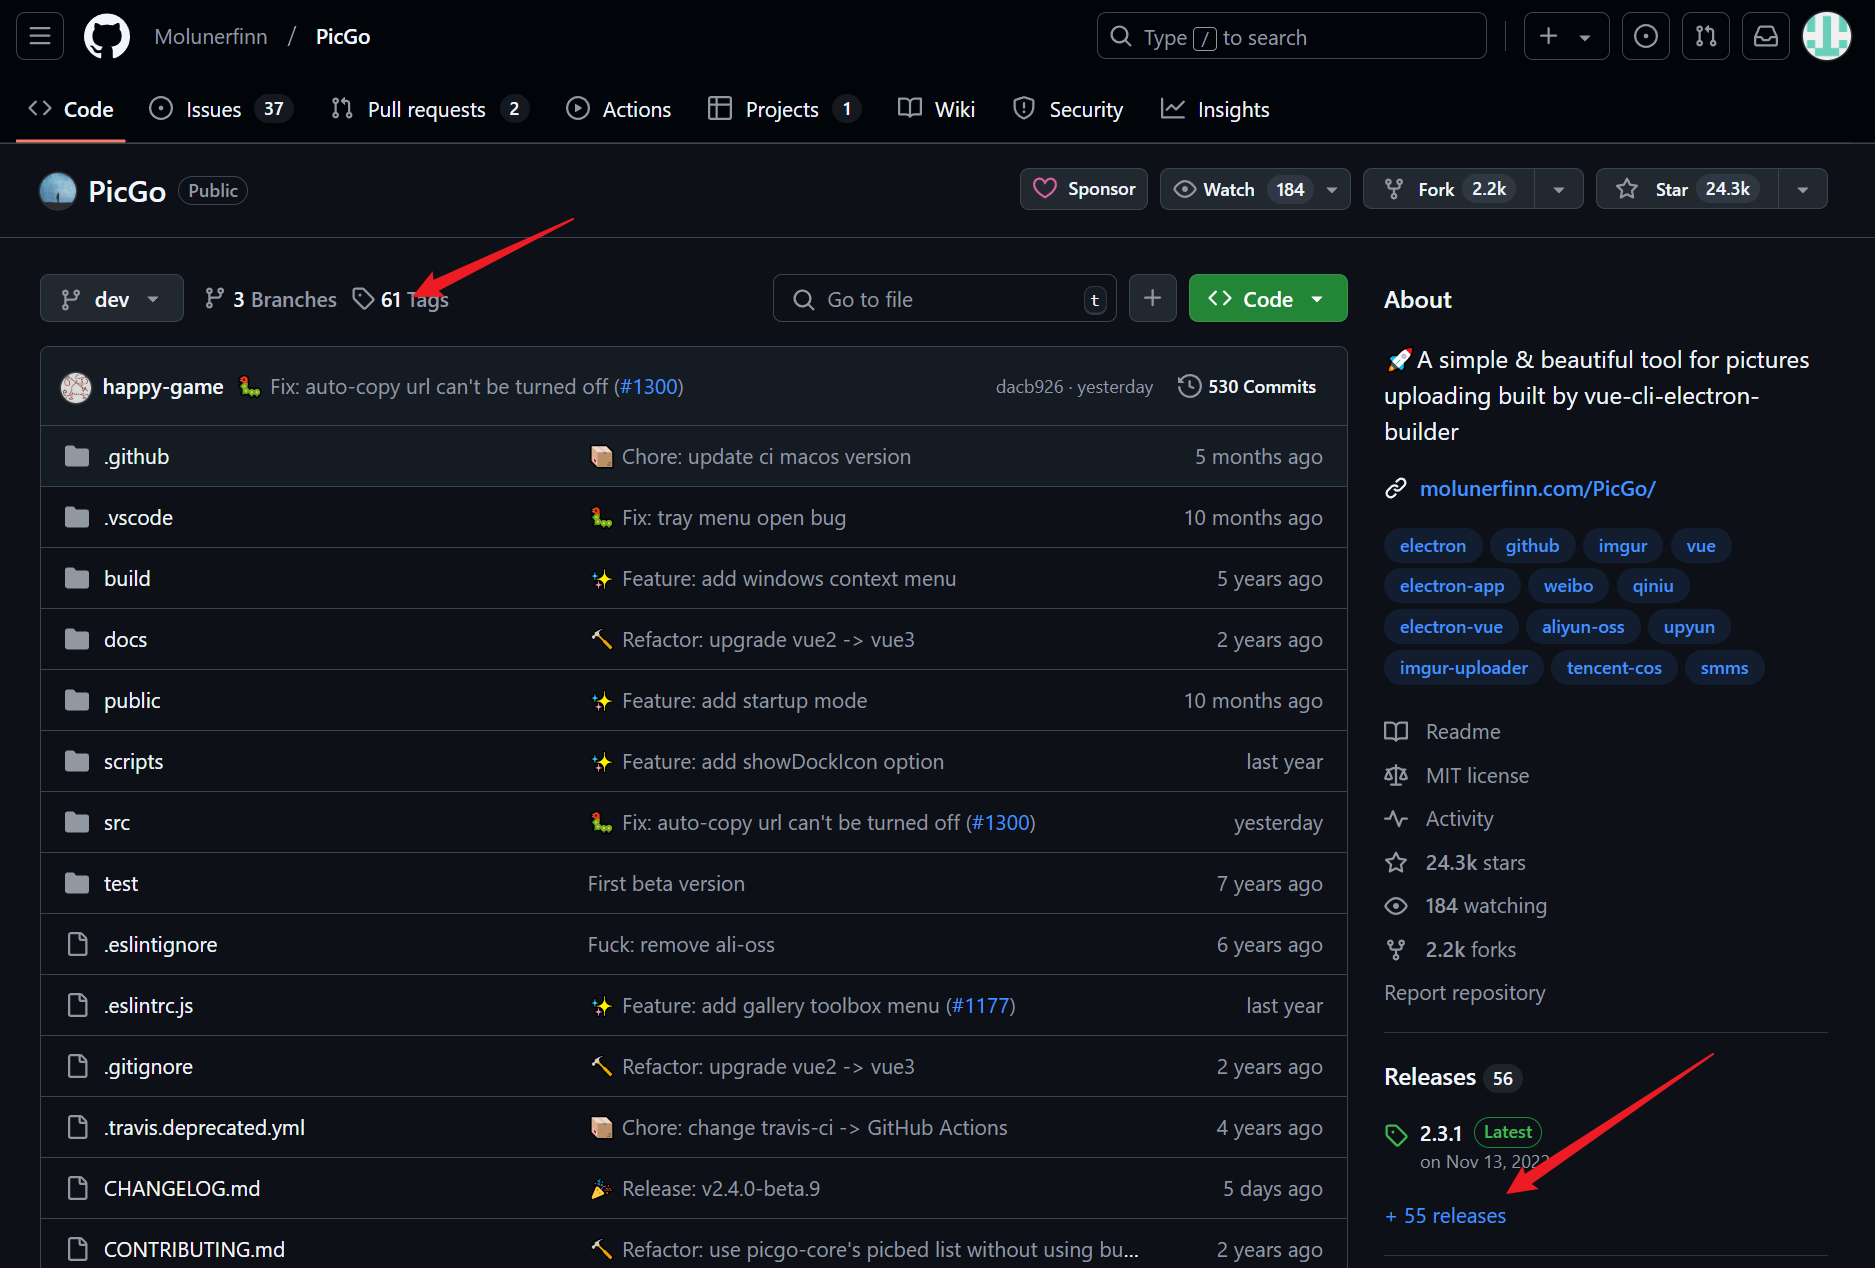 Molunerfinn / PicGo
Type / to search
Code
Issues 37
Pull requests 2
Actions
Projects 1
Wiki
Security
Insights
PicGo Public
Sponsor
Watch 184
Fork 2.2k
Star 24.3k
dev
3 Branches
61 Tags
Go to file t
Code
happy-game Fix: auto-copy url can't be turned off (#1300)
dacb926 · yesterday
530 Commits
.github Chore: update ci macos version 5 months ago
.vscode Fix: tray menu open bug 10 months ago
build Feature: add windows context menu 5 years ago
docs Refactor: upgrade vue2 -> vue3 2 years ago
public Feature: add startup mode 10 months ago
scripts Feature: add showDockIcon option last year
src Fix: auto-copy url can't be turned off (#1300) yesterday
test First beta version 7 years ago
.eslintignore Fuck: remove ali-oss 6 years ago
.eslintrc.js Feature: add gallery toolbox menu (#1177) last year
.gitignore Refactor: upgrade vue2 -> vue3 2 years ago
.travis.deprecated.yml Chore: change travis-ci -> GitHub Actions 4 years ago
CHANGELOG.md Release: v2.4.0-beta.9 5 days ago
CONTRIBUTING.md Refactor: use picgo-core's picbed list without using bu... 2 years ago
About
A simple & beautiful tool for pictures
uploading built by vue-cli-electron-
builder
molunerfinn.com/PicGo/
electron github imgur vue
electron-app weibo qiniu
electron-vue aliyun-oss upyun
imgur-uploader tencent-cos smms
Readme
MIT license
Activity
24.3k stars
184 watching
2.2k forks
Report repository
Releases 56
2.3.1 Latest
on Nov 13, 2022
+ 55 releases